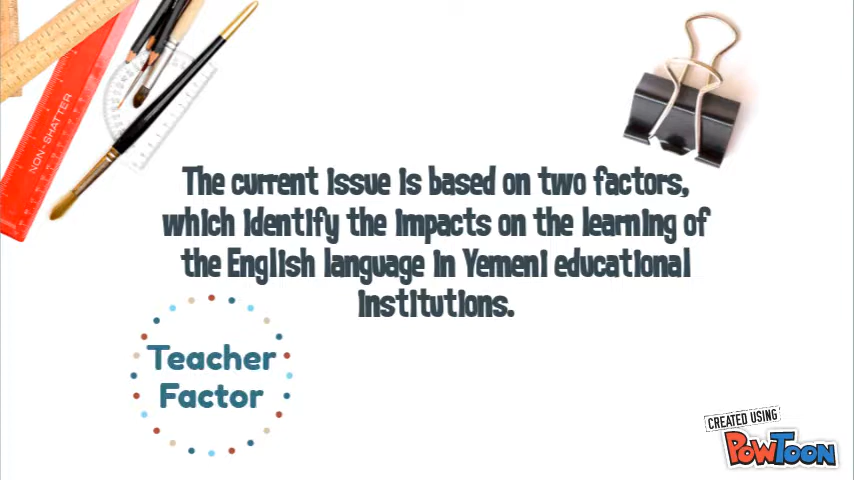 NON-SHATTER
The current issue is based on two factors,
which identify the impacts on the learning of
the English language in Yemeni educational
institutions.
Teacher
Factor
CREATED USING
POWTOON